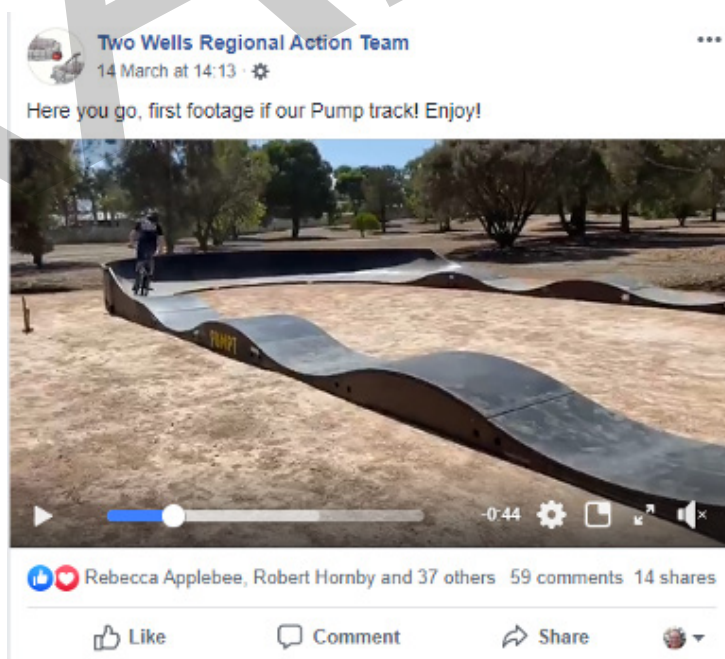 Two Wells Regional Action Team
14 March at 14:13
Here you go, first footage if our Pump track! Enjoy!
PUMPT
-0:44
Rebecca Applebee, Robert Hornby and 37 others 59 comments 14 shares
Like Comment Share